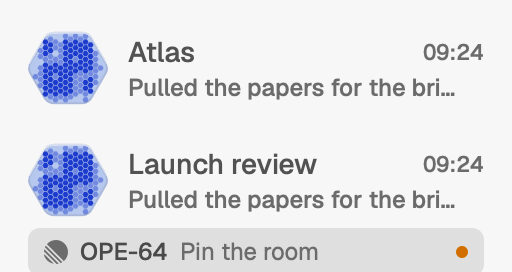 Atlas 09:24
Pulled the papers for the bri...
Launch review 09:24
Pulled the papers for the bri...
OPE-64 Pin the room